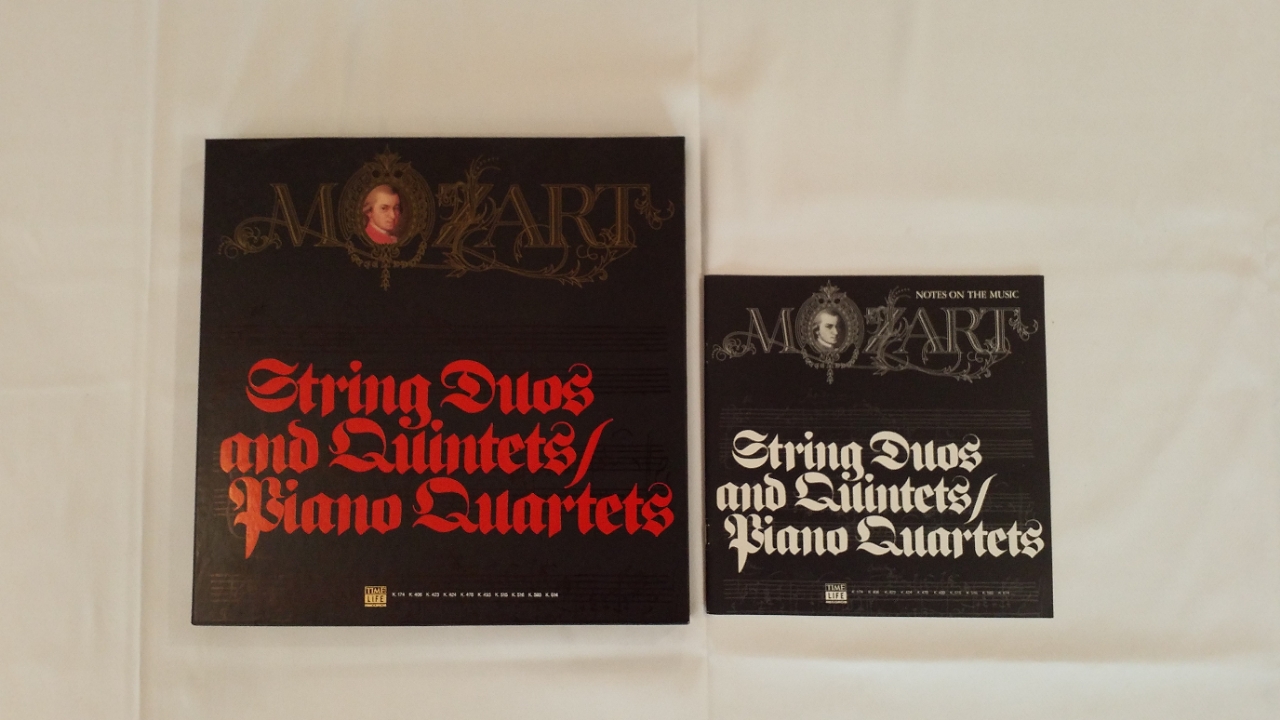 MOZART
String Duos
and Quintets/
Piano Quartets
TIME
LIFE
NOTES ON THE MUSIC
MOZART
String Duos
and Quintets/
Piano Quartets
TIME
LIFE